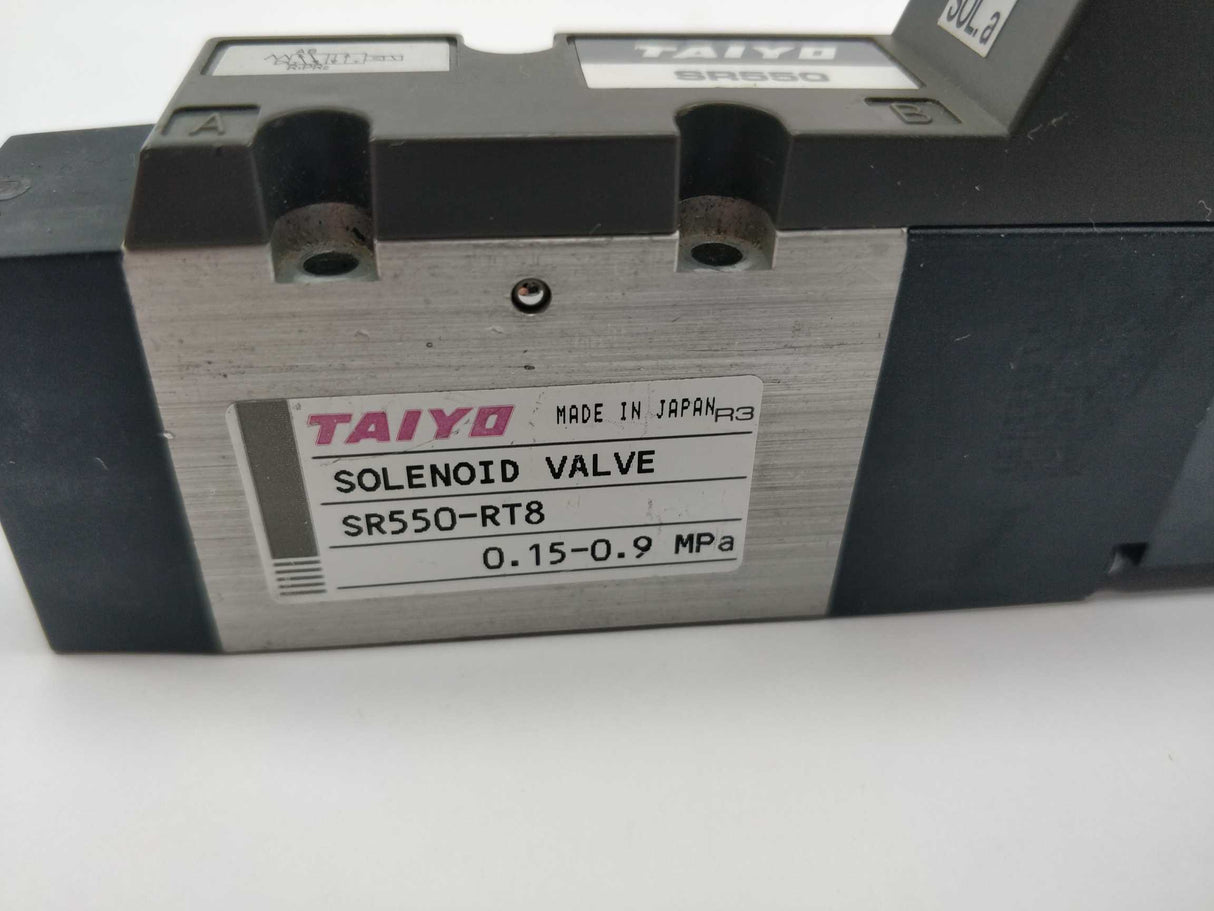 SOL.a
TAIYO
SR550
A
B
TAIYO MADE IN JAPAN R3
SOLENOID VALVE
SR550-RT8
0.15-0.9 MPa